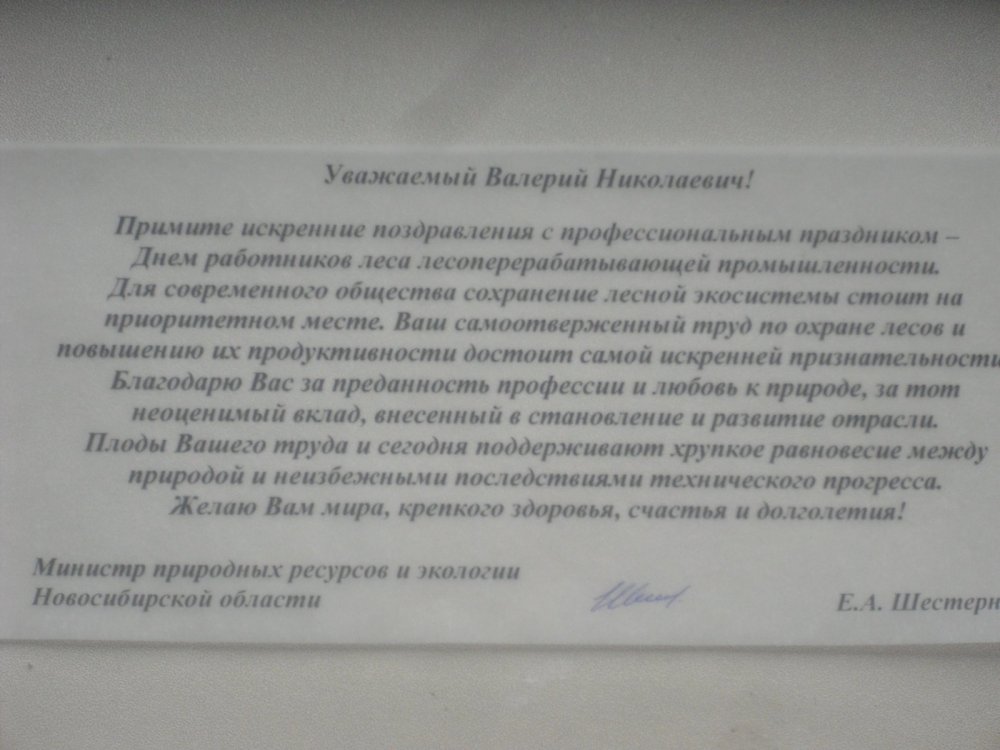 Уважаемый Валерий Николаевич!
Примите искренние поздравления с профессиональным праздником –
Днем работников леса лесоперерабатывающей промышленности.
Для современного общества сохранение лесной экосистемы стоит на
приоритетном месте. Ваш самоотверженный труд по охране лесов и
повышению их продуктивности достоит самой искренней признательности
Благодарю Вас за преданность профессии и любовь к природе, за тот
неоценимый вклад, внесенный в становление и развитие отрасли.
Плоды Вашего труда и сегодня поддерживают хрупкое равновесие между
природой и неизбежными последствиями технического прогресса.
Желаю Вам мира, крепкого здоровья, счастья и долголетия!
Министр природных ресурсов и экологии
Новосибирской области
Е.А. Шестерн